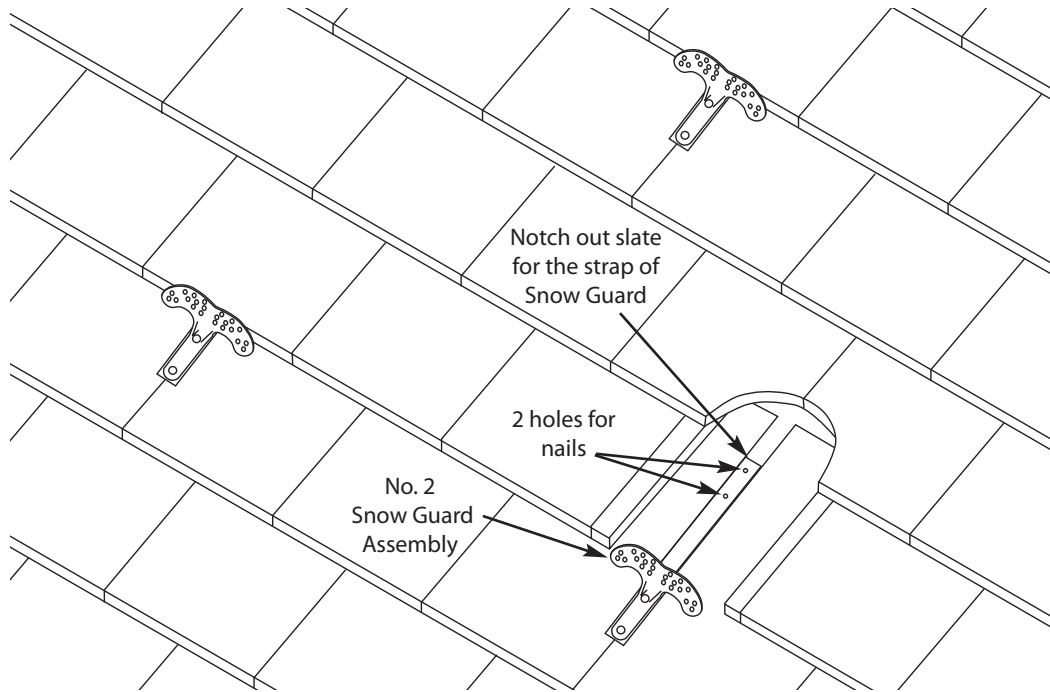 Notch out slate
for the strap of
Snow Guard
2 holes for
nails
No. 2
Snow Guard
Assembly